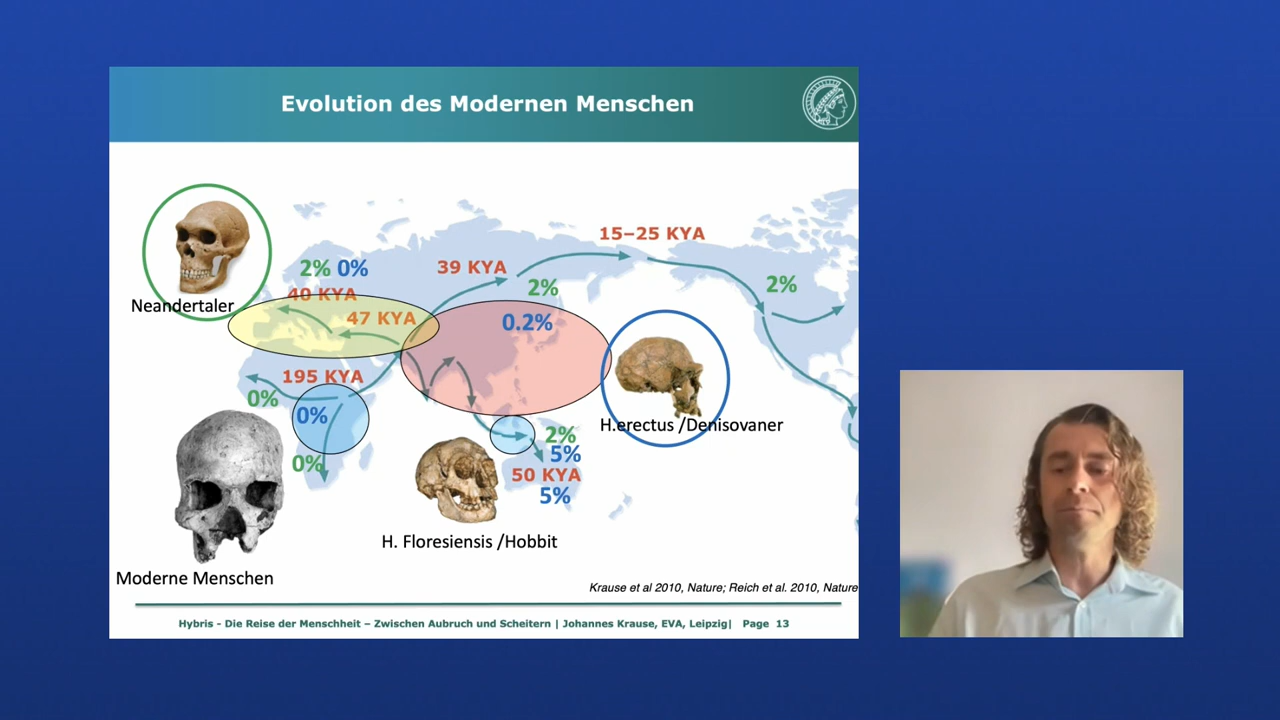 Evolution des Modernen Menschen
15–25 KYA
2% 0%
39 KYA
2%
2%
40 KYA
Neandertaler
47 KYA
0.2%
195 KYA
0%
0%
H.erectus /Denisovaner
2%
5%
0%
50 KYA
5%
H. Floresiensis /Hobbit
Moderne Menschen
Krause et al 2010, Nature; Reich et al. 2010, Nature
Hybris - Die Reise der Menschheit – Zwischen Aubruch und Scheitern | Johannes Krause, EVA, Leipzig| Page 13